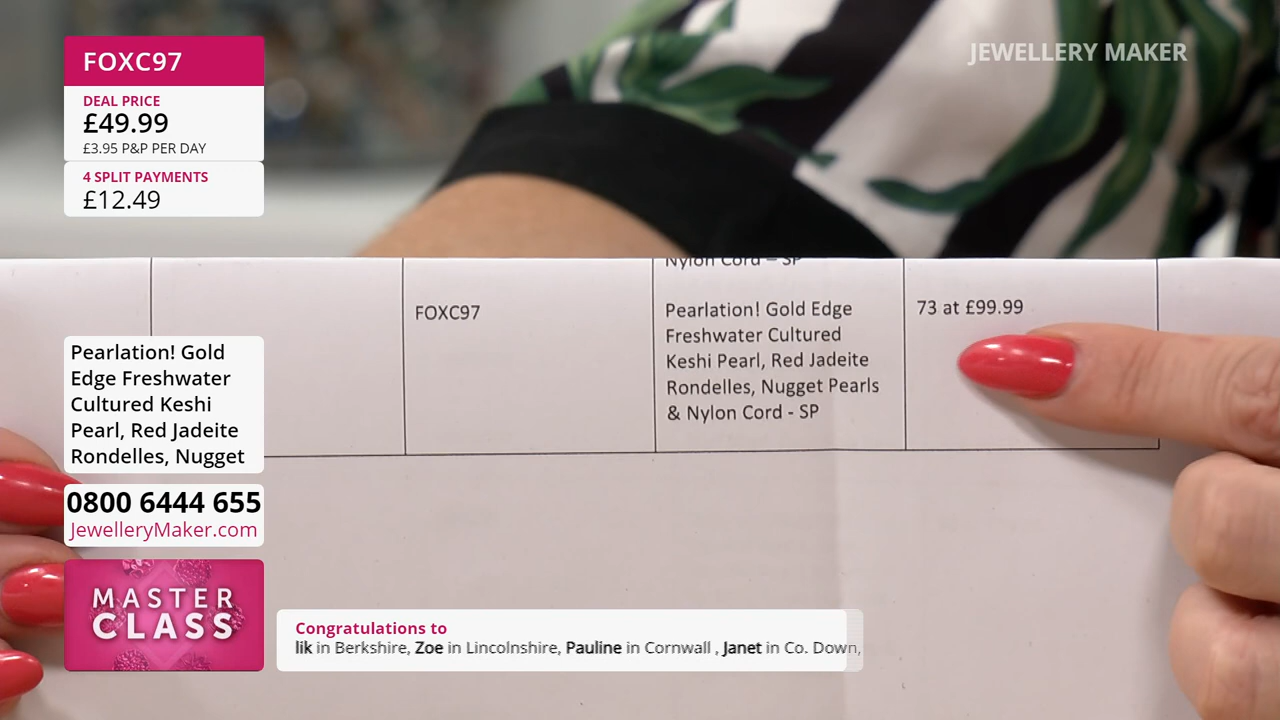 FOXC97
DEAL PRICE
£49.99
£3.95 P&P PER DAY
4 SPLIT PAYMENTS
£12.49
JEWELLERY MAKER
Nylon Cord – SP
FOXC97
Pearlation! Gold Edge
Freshwater Cultured
Keshi Pearl, Red Jadeite
Rondelles, Nugget Pearls
& Nylon Cord - SP
73 at £99.99
Pearlation! Gold
Edge Freshwater
Cultured Keshi
Pearl, Red Jadeite
Rondelles, Nugget
0800 6444 655
JewelleryMaker.com
MASTER
CLASS
Congratulations to
in Berkshire, Zoe in Lincolnshire, Pauline in Cornwall , Janet in Co. Down,